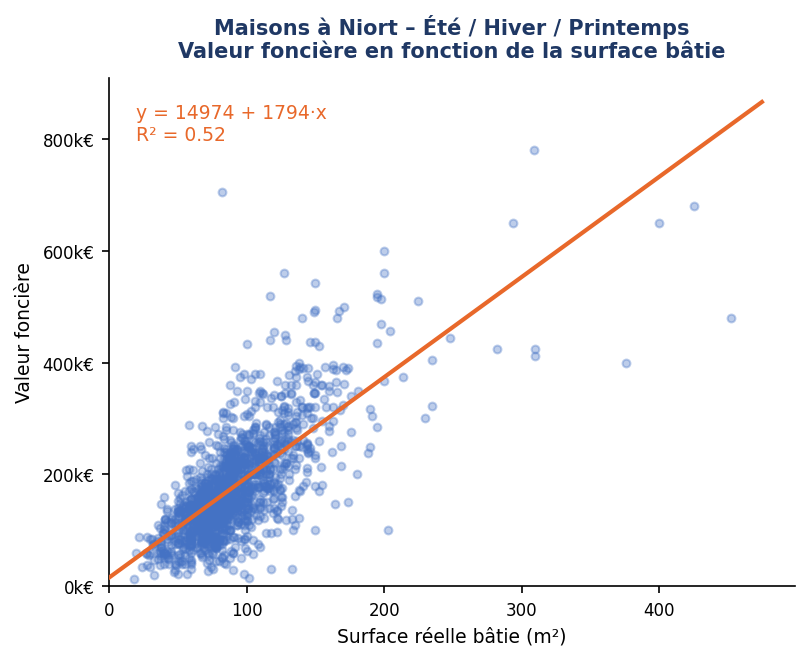 Maisons à Niort – Été / Hiver / Printemps
Valeur foncière en fonction de la surface bâtie
y = 14974 + 1794·x
R² = 0.52
800k€
600k€
400k€
200k€
0k€
Valeur foncière
0 100 200 300 400
Surface réelle bâtie (m²)